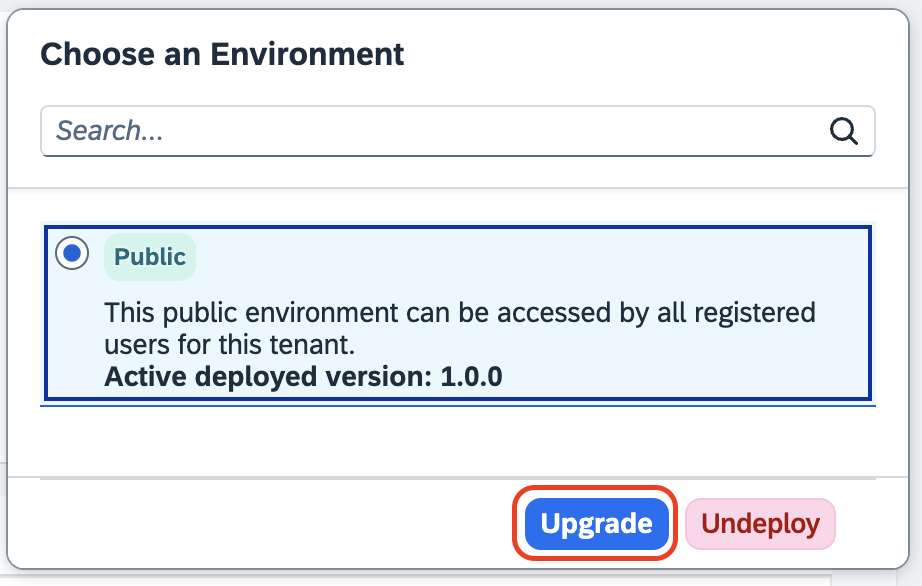 Choose an Environment
Search...
Public
This public environment can be accessed by all registered
users for this tenant.
Active deployed version: 1.0.0
Upgrade
Undeploy